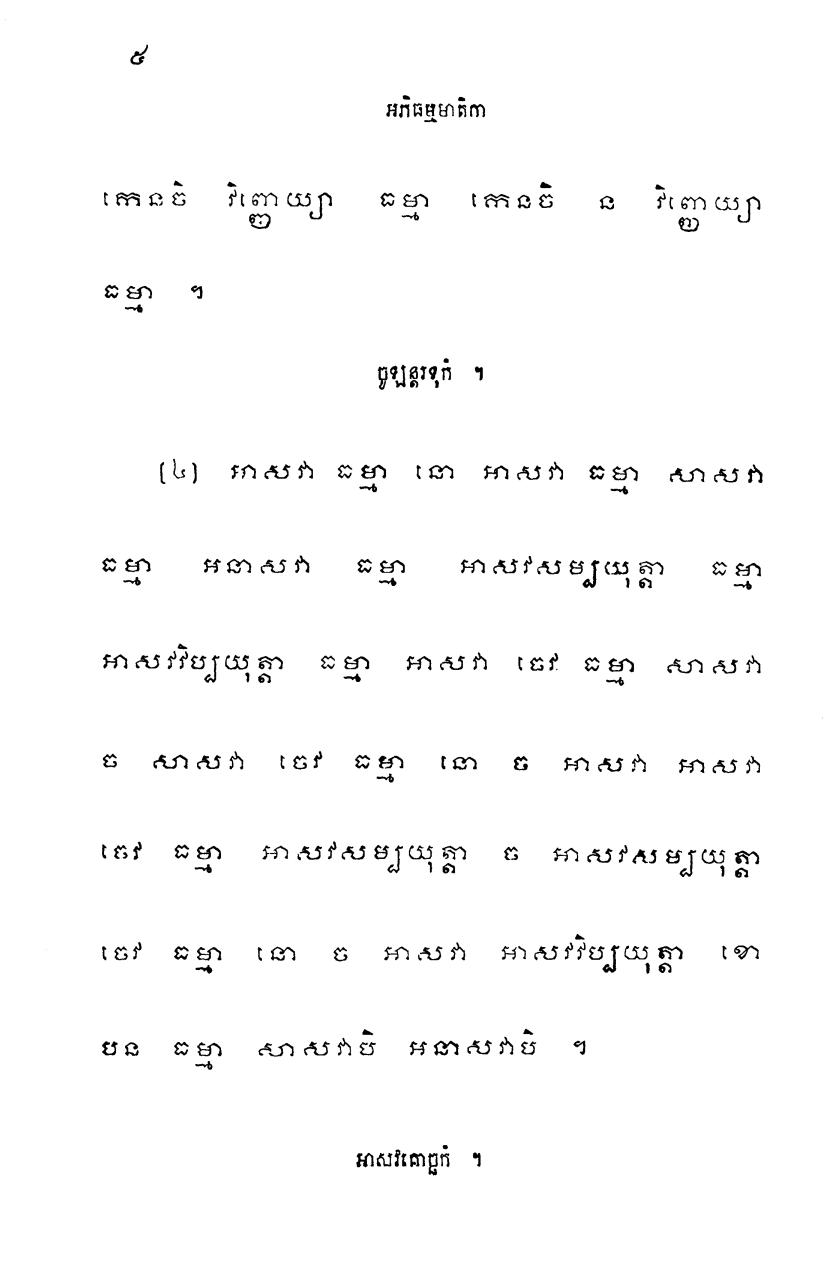 ៥
អភិធម្មមាតិកា
កេនចិ វិញ្ញេយ្យា ធម្មា កេនចិ ន វិញ្ញេយ្យា
ធម្មា ។
ចូឡន្តរទុកំ ។
(៤) អាសវា ធម្មា នោ អាសវា ធម្មា សាសវា
ធម្មា អនាសវា ធម្មា អាសវសម្បយុត្តា ធម្មា
អាសវវិប្បយុត្តា ធម្មា អាសវា ចេវ ធម្មា សាសវា
ច សាសវា ចេវ ធម្មា នោ ច អាសវា អាសវា
ចេវ ធម្មា អាសវសម្បយុត្តា ច អាសវសម្បយុត្តា
ចេវ ធម្មា នោ ច អាសវា អាសវវិប្បយុត្តា ខោ
បន ធម្មា សាសវាបិ អនាសវាបិ ។
អាសវគោច្ឆកំ ។